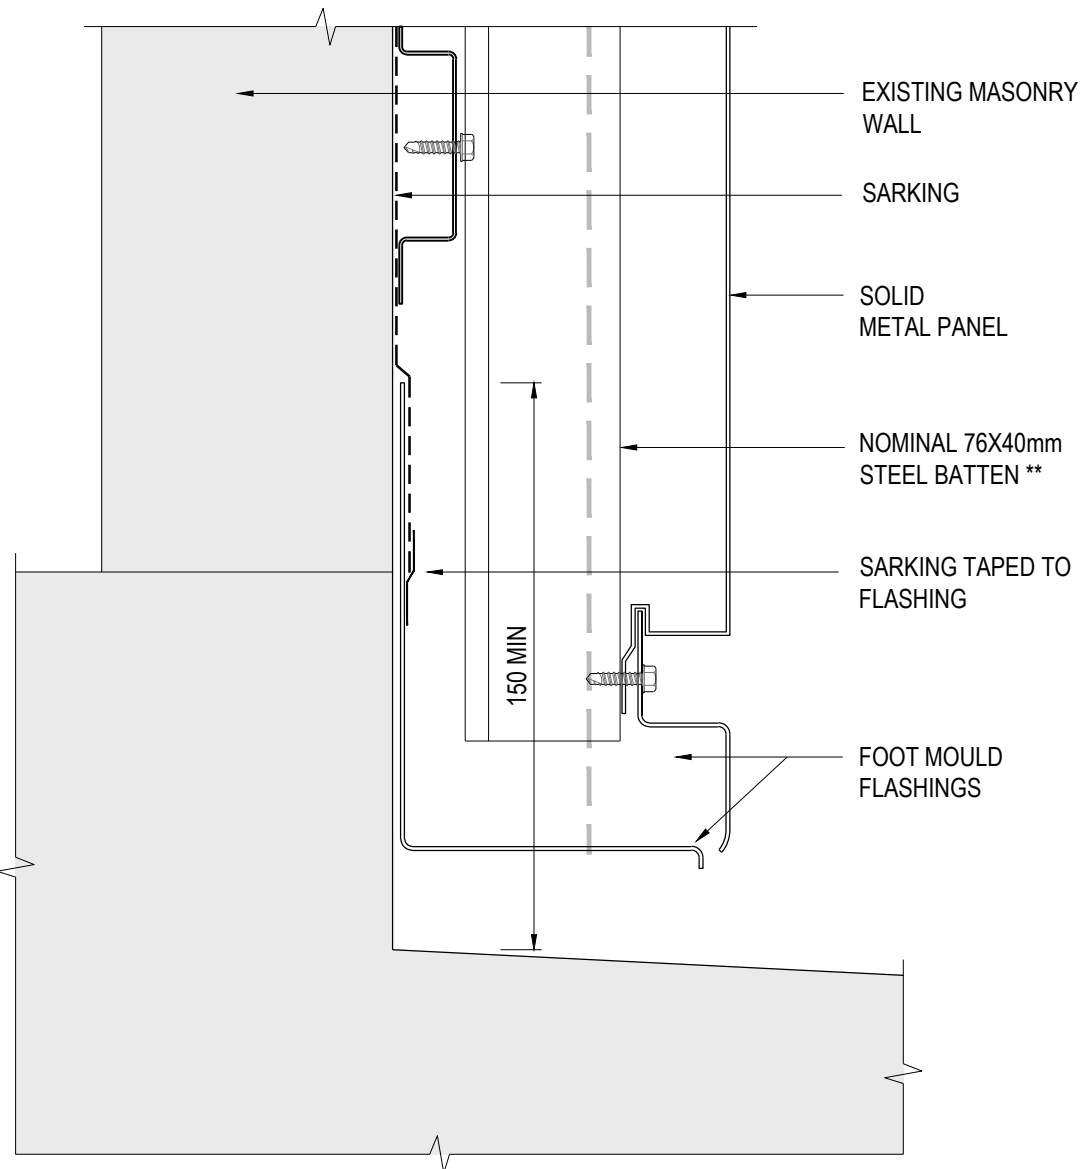 EXISTING MASONRY
WALL
SARKING
SOLID
METAL PANEL
NOMINAL 76X40mm
STEEL BATTEN **
SARKING TAPED TO
FLASHING
150 MIN
FOOT MOULD
FLASHINGS